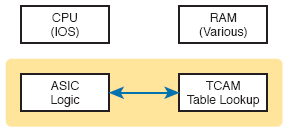 CPU
(IOS)
RAM
(Various)
ASIC
Logic
TCAM
Table Lookup